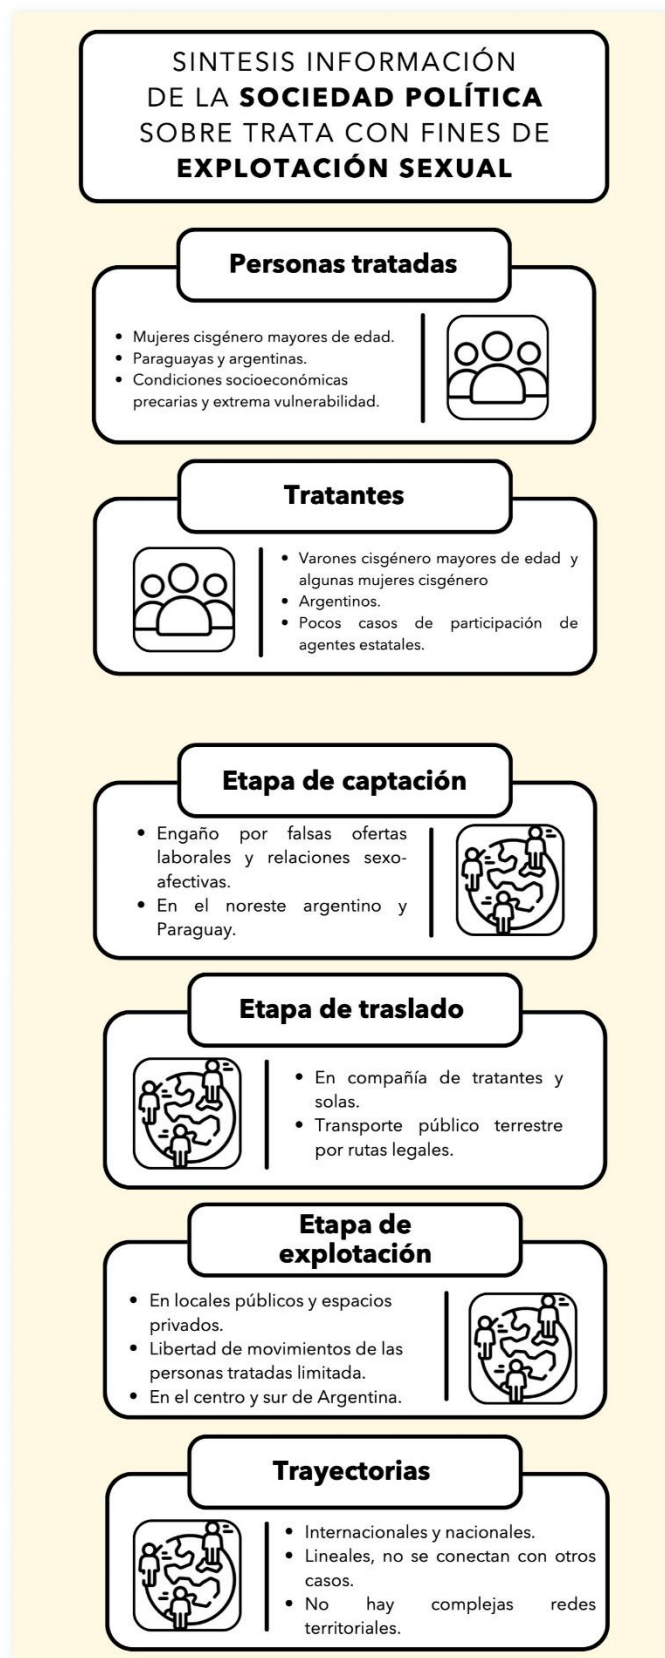 SINTESIS INFORMACIÓN
DE LA SOCIEDAD POLÍTICA
SOBRE TRATA CON FINES DE
EXPLOTACIÓN SEXUAL
Personas tratadas
• Mujeres cisgénero mayores de edad.
• Paraguayas y argentinas.
• Condiciones socioeconómicas
precarias y extrema vulnerabilidad.
Tratantes
• Varones cisgénero mayores de edad y
algunas mujeres cisgénero
• Argentinos.
• Pocos casos de participación de
agentes estatales.
Etapa de captación
• Engaño por falsas ofertas
laborales y relaciones sexo-
afectivas.
• En el noreste argentino y
Paraguay.
Etapa de traslado
• En compañía de tratantes y
solas.
• Transporte público terrestre
por rutas legales.
Etapa de
explotación
• En locales públicos y espacios
privados.
• Libertad de movimientos de las
personas tratadas limitada.
• En el centro y sur de Argentina.
Trayectorias
• Internacionales y nacionales.
• Lineales, no se conectan con otros
casos.
• No hay complejas redes
territoriales.